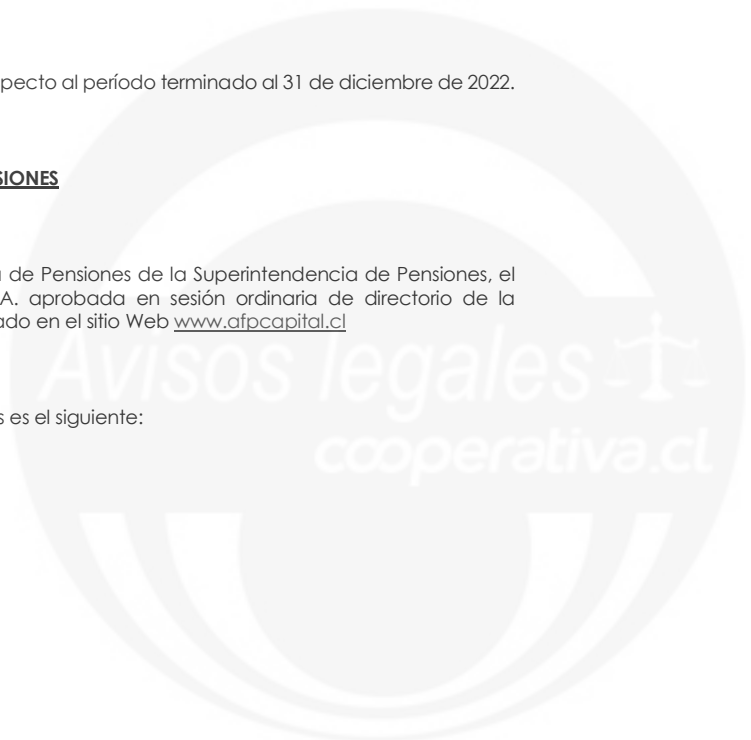 pecto al período terminado al 31 de diciembre de 2022.
SIONES
de Pensiones de la Superintendencia de Pensiones, el
A. aprobada en sesión ordinaria de directorio de la
ado en el sitio Web www.afpcapital.cl
s es el siguiente:
Avisos legales
cooperativa.cl